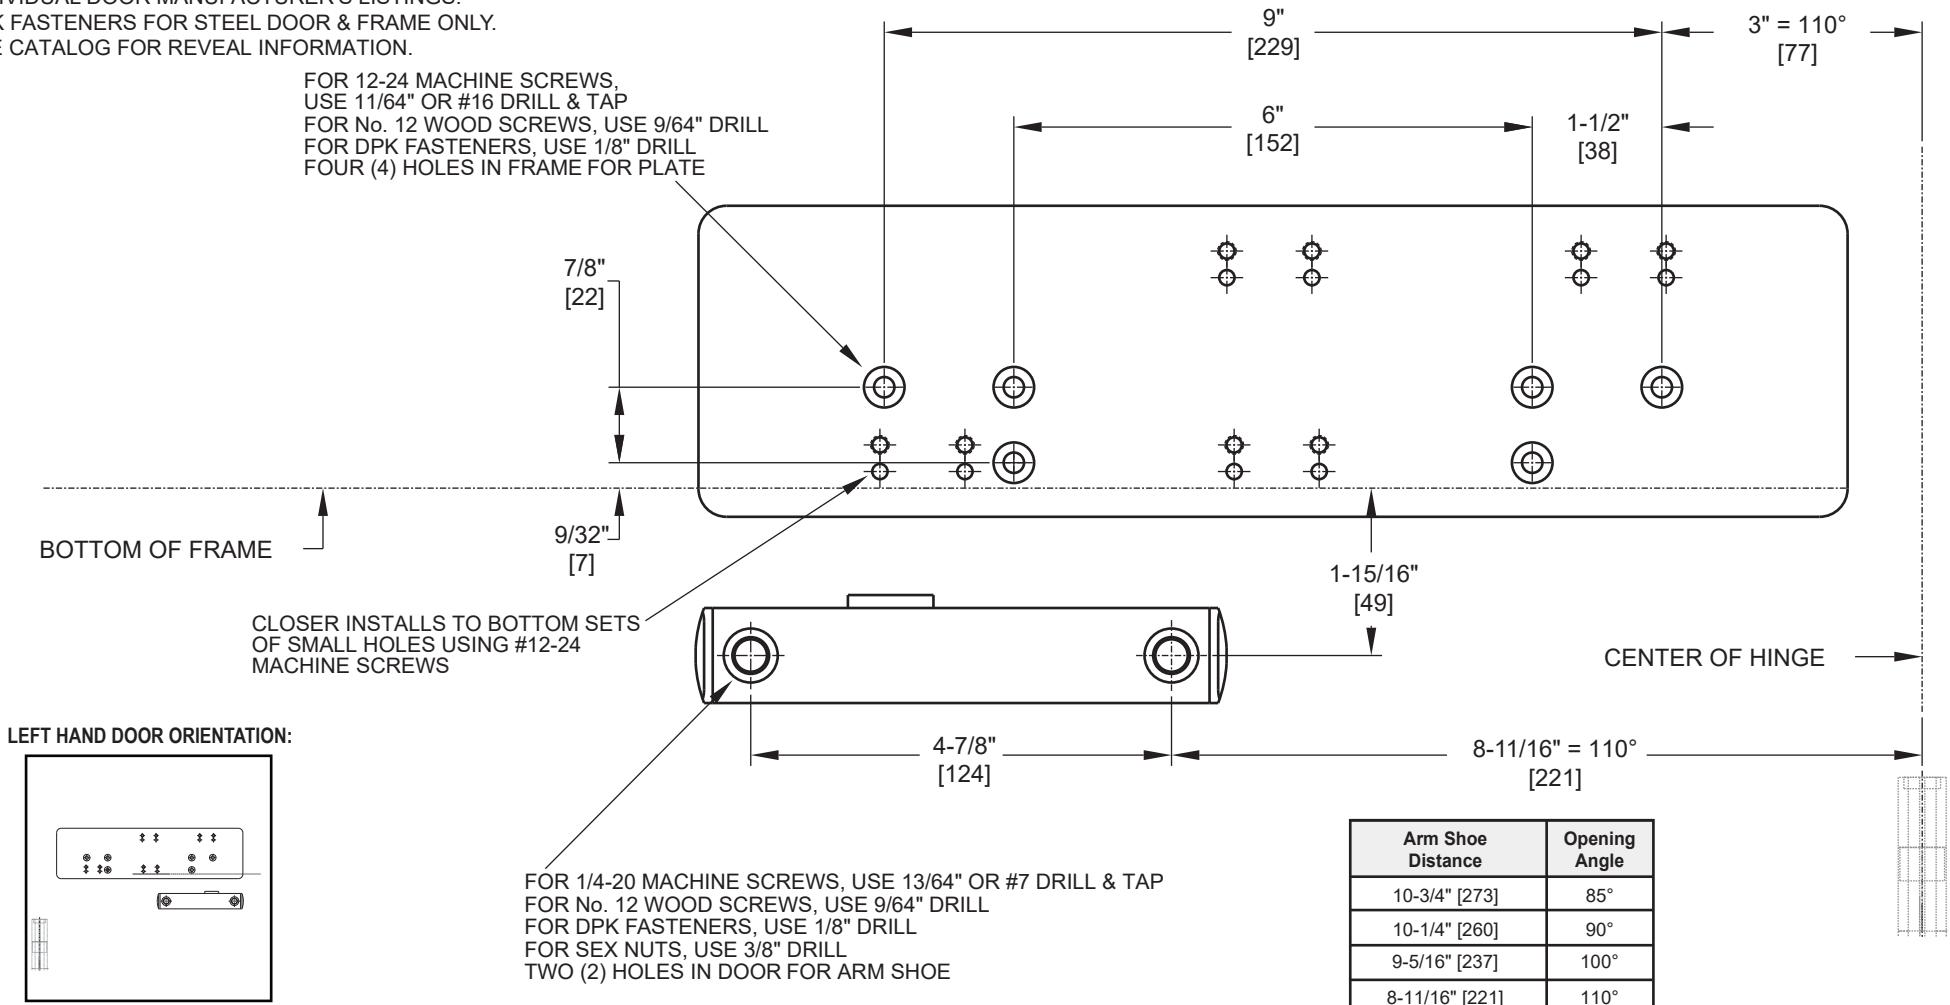 DOOR MANUFACTURER'S LISTINGS.
FASTENERS FOR STEEL DOOR & FRAME ONLY.
CATALOG FOR REVEAL INFORMATION.
FOR 12-24 MACHINE SCREWS,
USE 11/64" OR #16 DRILL & TAP
FOR No. 12 WOOD SCREWS, USE 9/64" DRILL
FOR DPK FASTENERS, USE 1/8" DRILL
FOUR (4) HOLES IN FRAME FOR PLATE
9"
[229]
3" = 110°
[77]
6"
[152]
1-1/2"
[38]
7/8"
[22]
BOTTOM OF FRAME
9/32"
[7]
1-15/16"
[49]
CLOSER INSTALLS TO BOTTOM SETS
OF SMALL HOLES USING #12-24
MACHINE SCREWS
CENTER OF HINGE
LEFT HAND DOOR ORIENTATION:
4-7/8"
[124]
8-11/16" = 110°
[221]
FOR 1/4-20 MACHINE SCREWS, USE 13/64" OR #7 DRILL & TAP
FOR No. 12 WOOD SCREWS, USE 9/64" DRILL
FOR DPK FASTENERS, USE 1/8" DRILL
FOR SEX NUTS, USE 3/8" DRILL
TWO (2) HOLES IN DOOR FOR ARM SHOE
Arm Shoe Distance Opening Angle
10-3/4" [273] 85°
10-1/4" [260] 90°
9-5/16" [237] 100°
8-11/16" [221] 110°